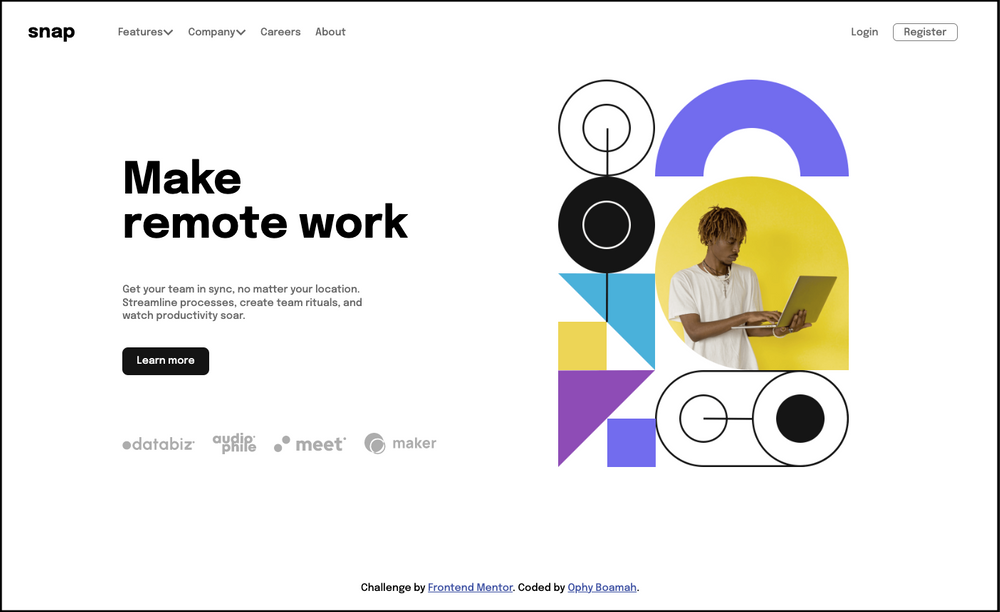 snap
Features
Company
Careers
About
Login
Register
Make
remote work
Get your team in sync, no matter your location.
Streamline processes, create team rituals, and
watch productivity soar.
Learn more
databiz
audio
phile
meet
maker
Challenge by Frontend Mentor. Coded by Ophy Boamah.